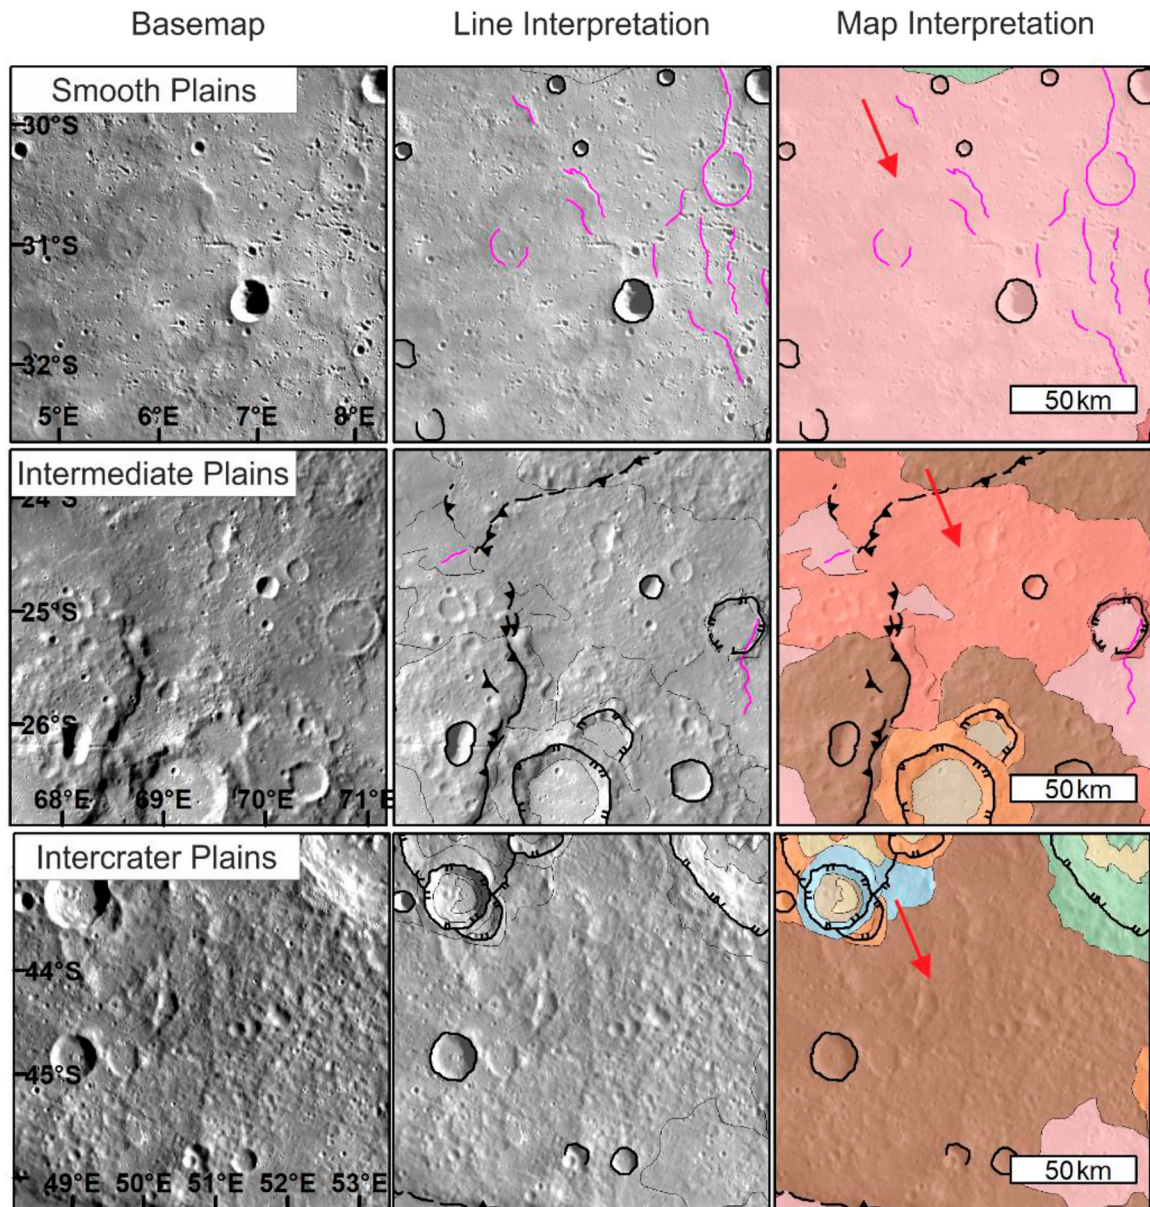 Basemap
Line Interpretation
Map Interpretation
Smooth Plains
30°S
31°S
32°S
5°E
6°E
7°E
8°E
50 km
Intermediate Plains
24°S
25°S
26°S
68°E
69°E
70°E
71°E
50 km
Intercrater Plains
44°S
45°S
49°E
50°E
51°E
52°E
53°E
50 km